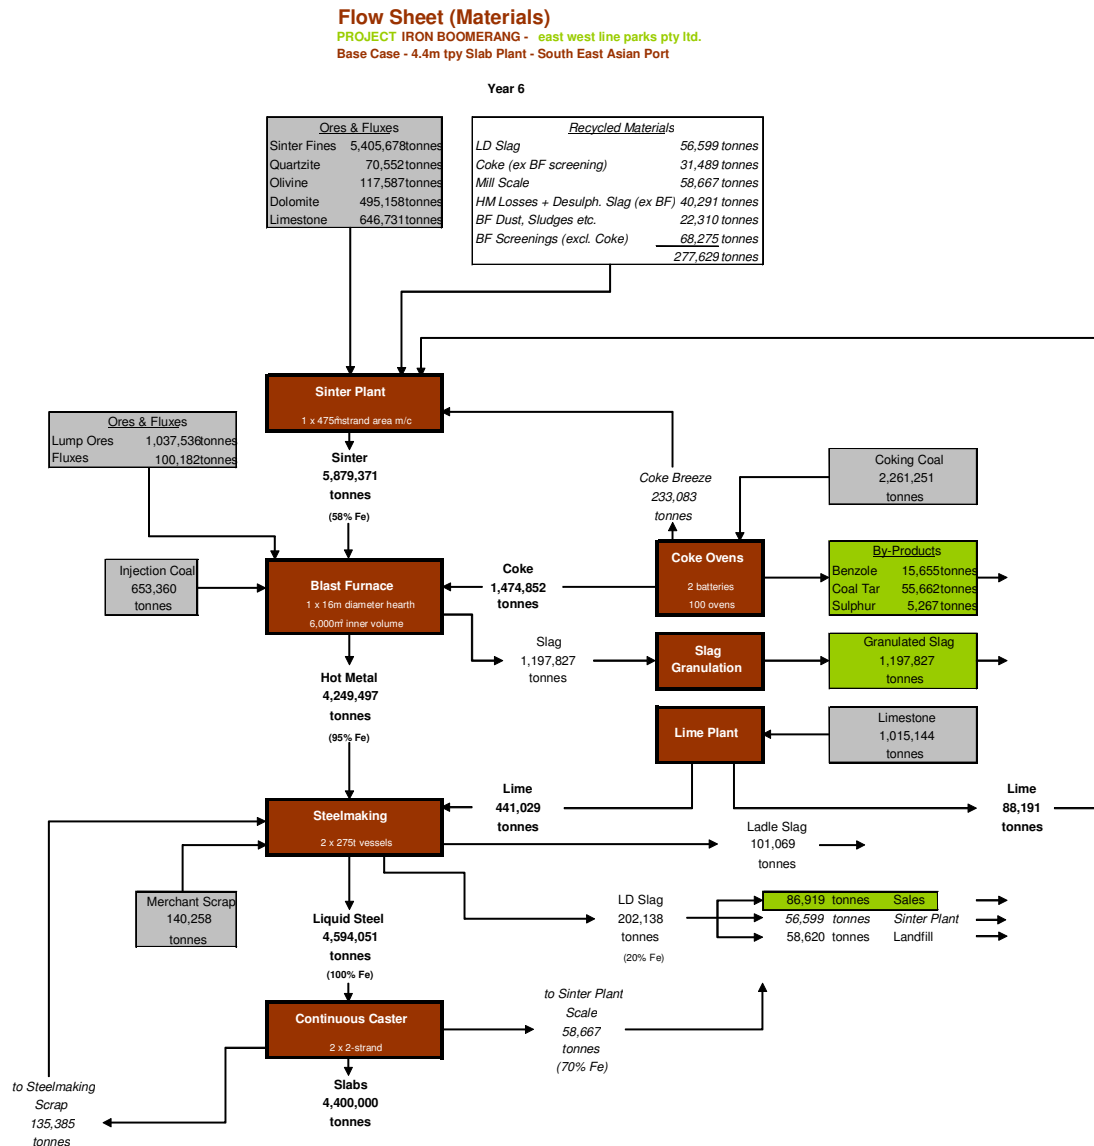 Flow Sheet (Materials)
PROJECT IRON BOOMERANG - east west line parks pty ltd.
Base Case - 4.4m tpy Slab Plant - South East Asian Port
Year 6
Ores & Fluxes
Sinter Fines 5,405,678 tonnes
Quartzite 70,552 tonnes
Olivine 117,587 tonnes
Dolomite 495,158 tonnes
Limestone 646,731 tonnes
Recycled Materials
LD Slag 56,599 tonnes
Coke (ex BF screening) 31,489 tonnes
Mill Scale 58,667 tonnes
HM Losses + Desulph. Slag (ex BF) 40,291 tonnes
BF Dust, Sludges etc. 22,310 tonnes
BF Screenings (excl. Coke) 68,275 tonnes
277,629 tonnes
Sinter Plant
1 x 475m² strand area m/c
Ores & Fluxes
Lump Ores 1,037,536 tonnes
Fluxes 100,182 tonnes
Sinter
5,879,371
tonnes
(58% Fe)
Coke Breeze
233,083
tonnes
Coking Coal
2,261,251
tonnes
Injection Coal
653,360
tonnes
Blast Furnace
1 x 16m diameter hearth
6,000m³ inner volume
Coke
1,474,852
tonnes
Coke Ovens
2 batteries
100 ovens
By-Products
Benzole 15,655 tonnes
Coal Tar 55,662 tonnes
Sulphur 5,267 tonnes
Slag
1,197,827
tonnes
Slag
Granulation
Granulated Slag
1,197,827
tonnes
Hot Metal
4,249,497
tonnes
(95% Fe)
Lime Plant
Limestone
1,015,144
tonnes
Steelmaking
2 x 275t vessels
Lime
441,029
tonnes
Lime
88,191
tonnes
Ladle Slag
101,069
tonnes
Merchant Scrap
140,258
tonnes
Liquid Steel
4,594,051
tonnes
(100% Fe)
LD Slag
202,138
tonnes
(20% Fe)
86,919 tonnes Sales
56,599 tonnes Sinter Plant
58,620 tonnes Landfill
Continuous Caster
2 x 2-strand
to Sinter Plant
Scale
58,667
tonnes
(70% Fe)
Slabs
4,400,000
tonnes
to Steelmaking
Scrap
135,385
tonnes